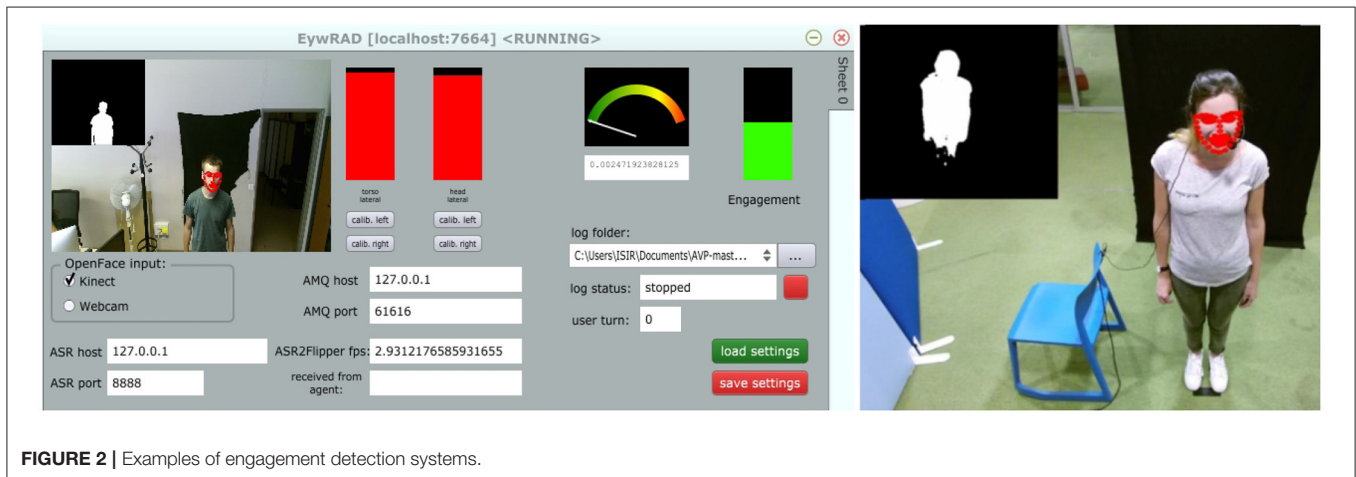 EywRAD [localhost:7664] <RUNNING>
Sheet 0
torso
lateral
head
lateral
calib. left
calib. left
calib. right
calib. right
0.002471923828125
Engagement
OpenFace input:
Kinect
Webcam
AMQ host 127.0.0.1
AMQ port 61616
log folder:
C:\Users\ISIR\Documents\AVP-mast... ...
log status: stopped
user turn: 0
ASR host 127.0.0.1
ASR2Flipper fps: 2.9312176585931655
load settings
ASR port 8888
received from
agent:
save settings
FIGURE 2 | Examples of engagement detection systems.